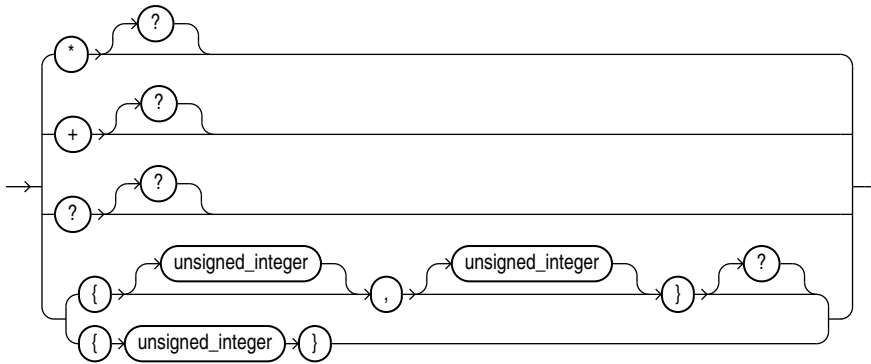 ?
*
?
+
?
?
unsigned_integer unsigned_integer ?
{ , }
{ unsigned_integer }